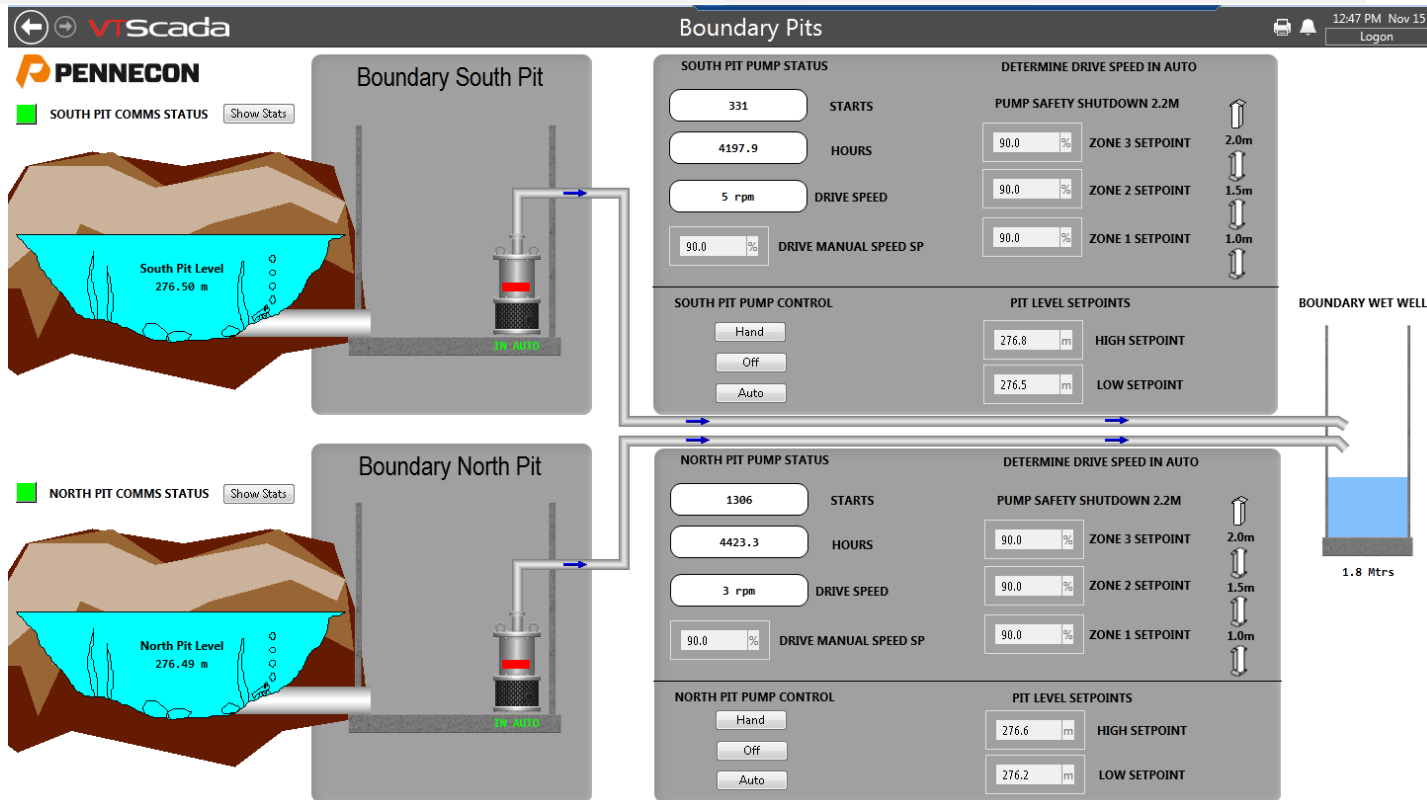 VTScada
Boundary Pits
12:47 PM Nov 15
Logon
PENNECON
SOUTH PIT COMMS STATUS
Show Stats
South Pit Level
276.50 m
Boundary South Pit
IN AUTO
SOUTH PIT PUMP STATUS
331 STARTS
4197.9 HOURS
5 rpm DRIVE SPEED
90.0 % DRIVE MANUAL SPEED SP
DETERMINE DRIVE SPEED IN AUTO
PUMP SAFETY SHUTDOWN 2.2M
90.0 % ZONE 3 SETPOINT
90.0 % ZONE 2 SETPOINT
90.0 % ZONE 1 SETPOINT
2.0m
1.5m
1.0m
SOUTH PIT PUMP CONTROL
Hand
Off
Auto
PIT LEVEL SETPOINTS
276.8 m HIGH SETPOINT
276.5 m LOW SETPOINT
BOUNDARY WET WELL
1.8 Mtrs
NORTH PIT COMMS STATUS
Show Stats
North Pit Level
276.49 m
Boundary North Pit
IN AUTO
NORTH PIT PUMP STATUS
1306 STARTS
4423.3 HOURS
3 rpm DRIVE SPEED
90.0 % DRIVE MANUAL SPEED SP
DETERMINE DRIVE SPEED IN AUTO
PUMP SAFETY SHUTDOWN 2.2M
90.0 % ZONE 3 SETPOINT
90.0 % ZONE 2 SETPOINT
90.0 % ZONE 1 SETPOINT
2.0m
1.5m
1.0m
NORTH PIT PUMP CONTROL
Hand
Off
Auto
PIT LEVEL SETPOINTS
276.6 m HIGH SETPOINT
276.2 m LOW SETPOINT